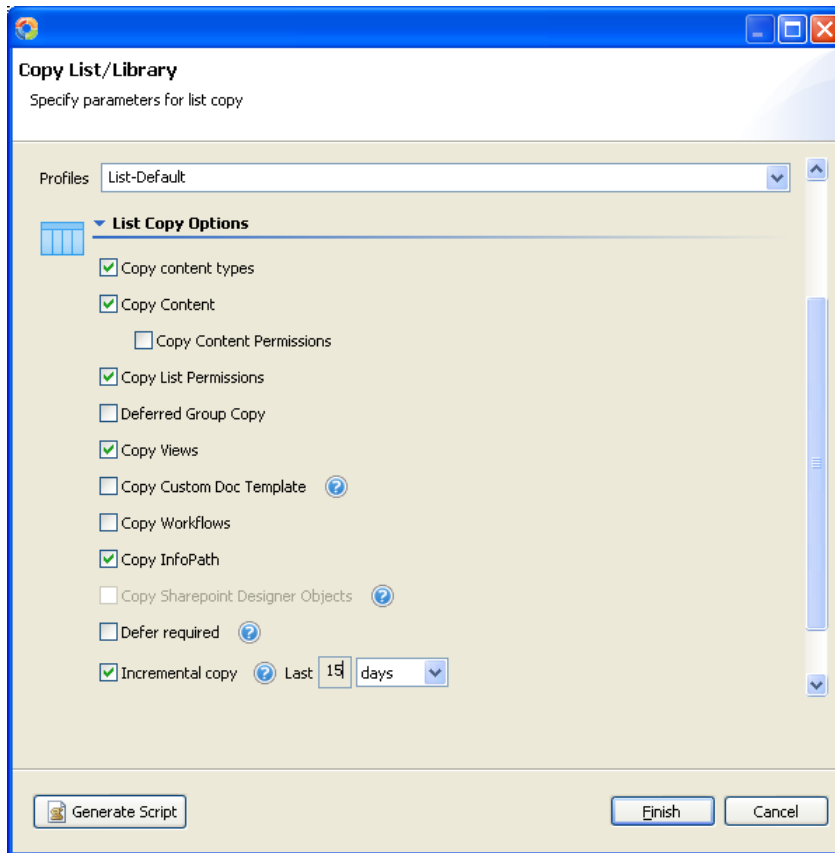 Copy List/Library
Specify parameters for list copy
Profiles List-Default
List Copy Options
Copy content types
Copy Content
Copy Content Permissions
Copy List Permissions
Deferred Group Copy
Copy Views
Copy Custom Doc Template ?
Copy Workflows
Copy InfoPath
Copy Sharepoint Designer Objects ?
Defer required ?
Incremental copy ? Last 15 days
Generate Script Finish Cancel